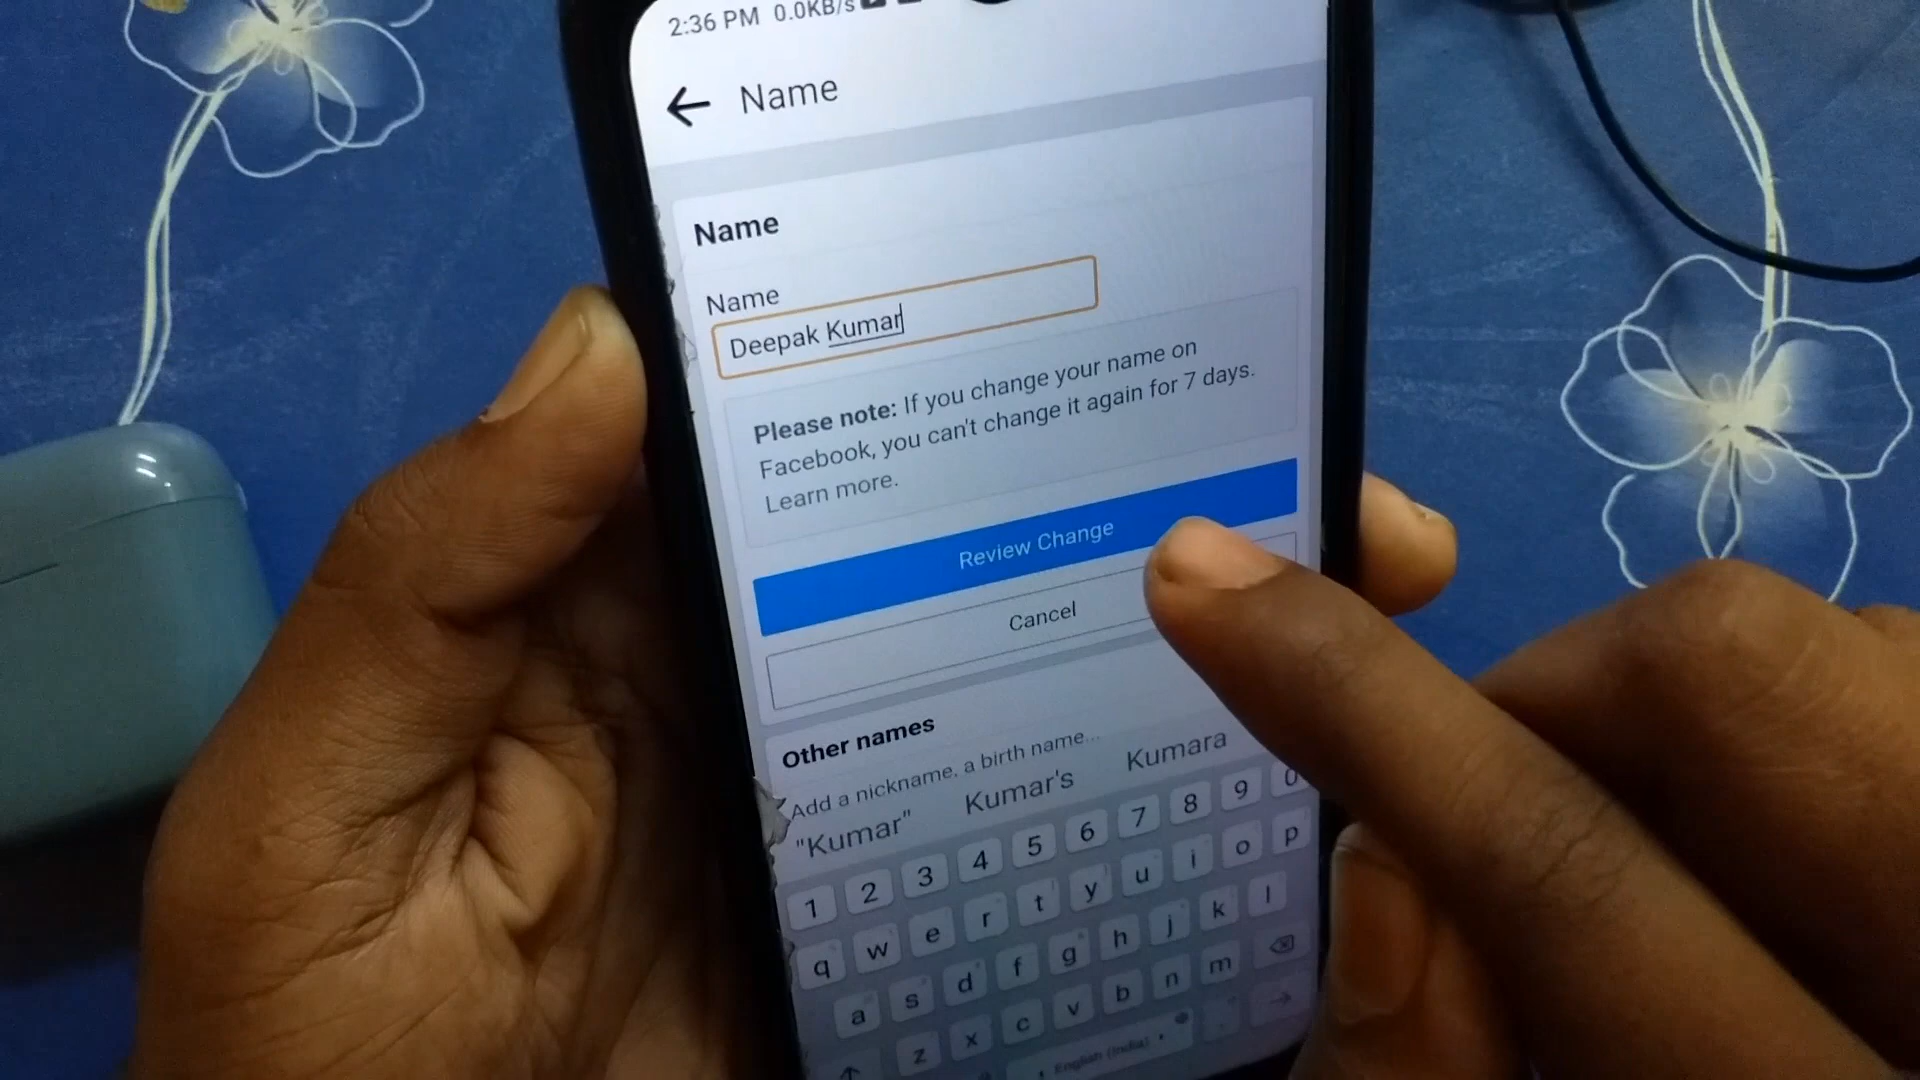 2:36 PM 0.0KB/s
Name
Name
Name
Deepak Kumar
Please note: If you change your name on
Facebook, you can't change it again for 7 days.
Learn more.
Review Change
Cancel
Other names
Add a nickname, a birth name...
"Kumar" Kumar's Kumara
1 2 3 4 5 6 7 8 9 0
q w e r t y u i o p
a s d f g h j k l
z x c v b n m
English (India)